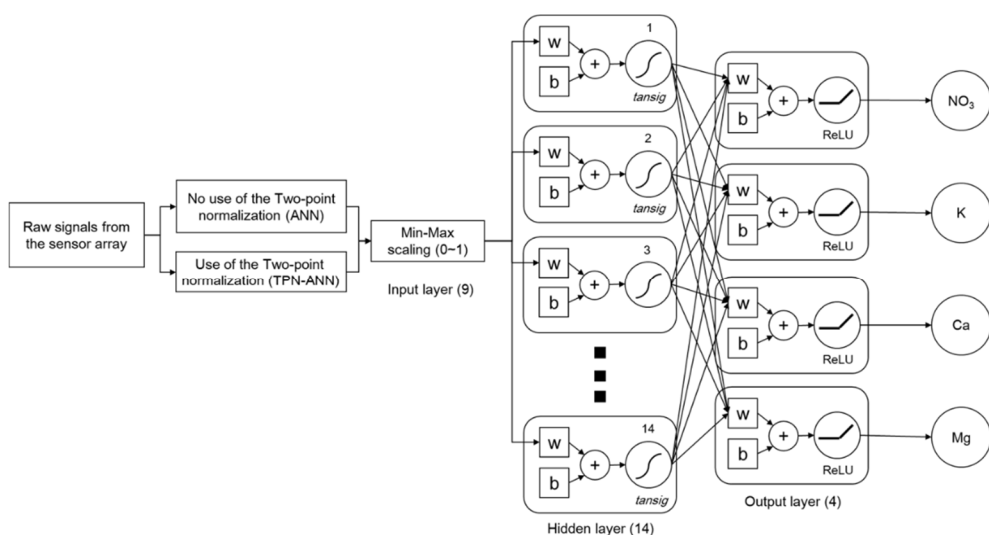 Raw signals from
the sensor array
No use of the Two-point
normalization (ANN)
Use of the Two-point
normalization (TPN-ANN)
Min-Max
scaling (0~1)
Input layer (9)
1
w
b
+
tansig
2
w
b
+
tansig
3
w
b
+
tansig
14
w
b
+
tansig
Hidden layer (14)
w
b
+
ReLU
w
b
+
ReLU
w
b
+
ReLU
w
b
+
ReLU
Output layer (4)
NO₃
K
Ca
Mg